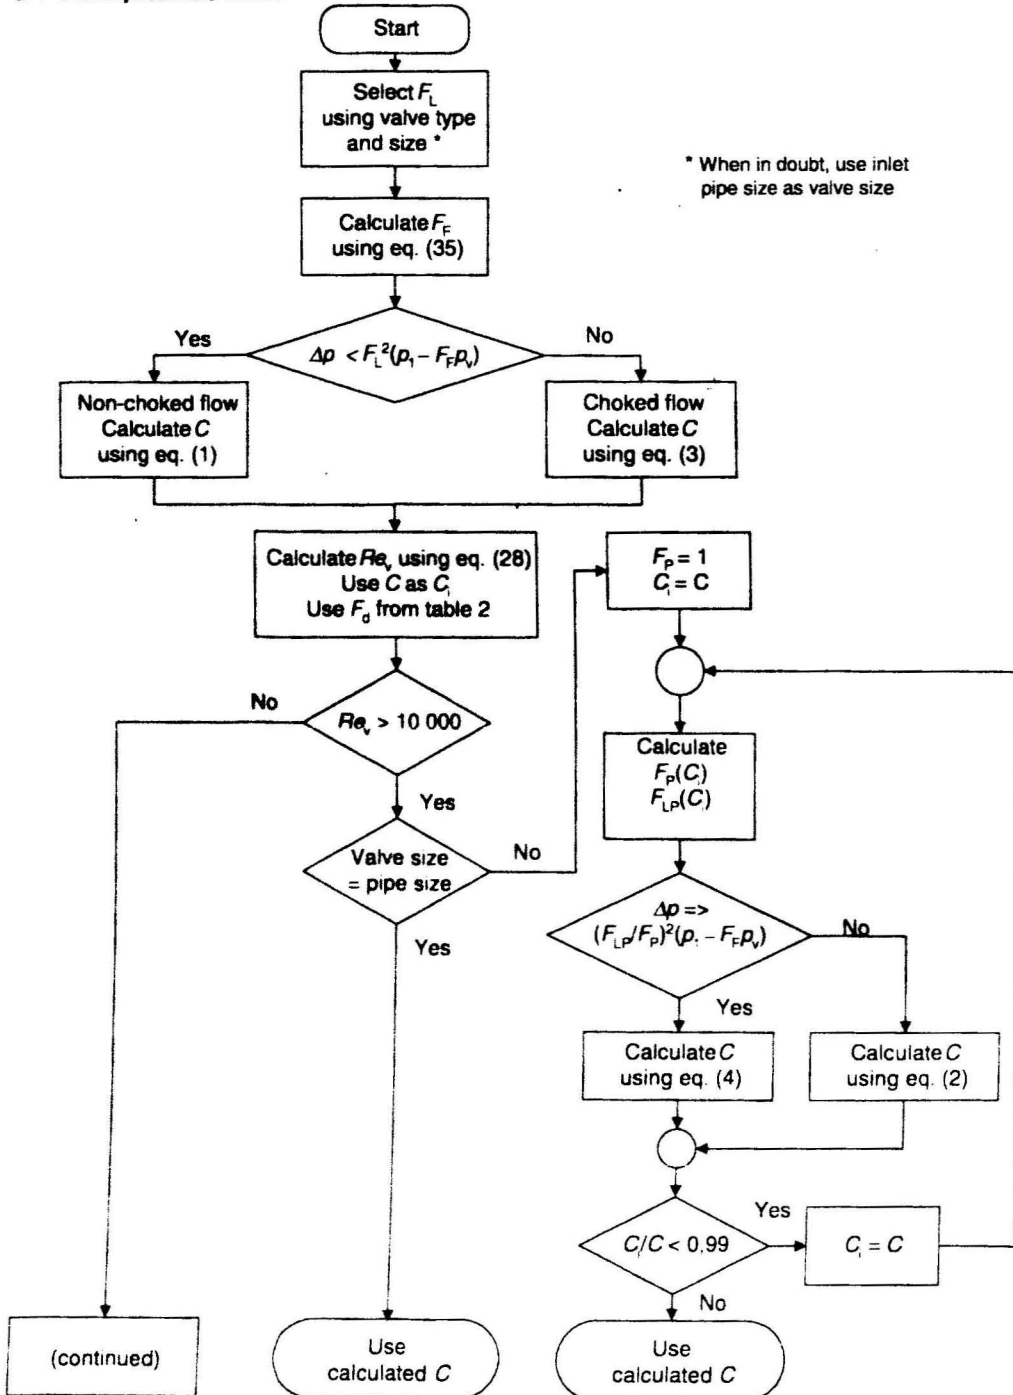 Start
Select F_L
using valve type
and size *
* When in doubt, use inlet
pipe size as valve size
Calculate F_F
using eq. (35)
Yes
Δp < F_L²(p₁ – F_F p_v)
No
Non-choked flow
Calculate C
using eq. (1)
Choked flow
Calculate C
using eq. (3)
Calculate Re_v using eq. (28)
Use C as C_i
Use F_d from table 2
F_P = 1
C_i = C
No
Re_v > 10 000
Yes
Calculate
F_P(C_i)
F_LP(C_i)
Valve size
= pipe size
No
Yes
Δp =>
(F_LP/F_P)²(p₁ – F_F p_v)
No
Yes
Calculate C
using eq. (4)
Calculate C
using eq. (2)
C_i/C < 0,99
Yes
C_i = C
No
(continued)
Use
calculated C
Use
calculated C